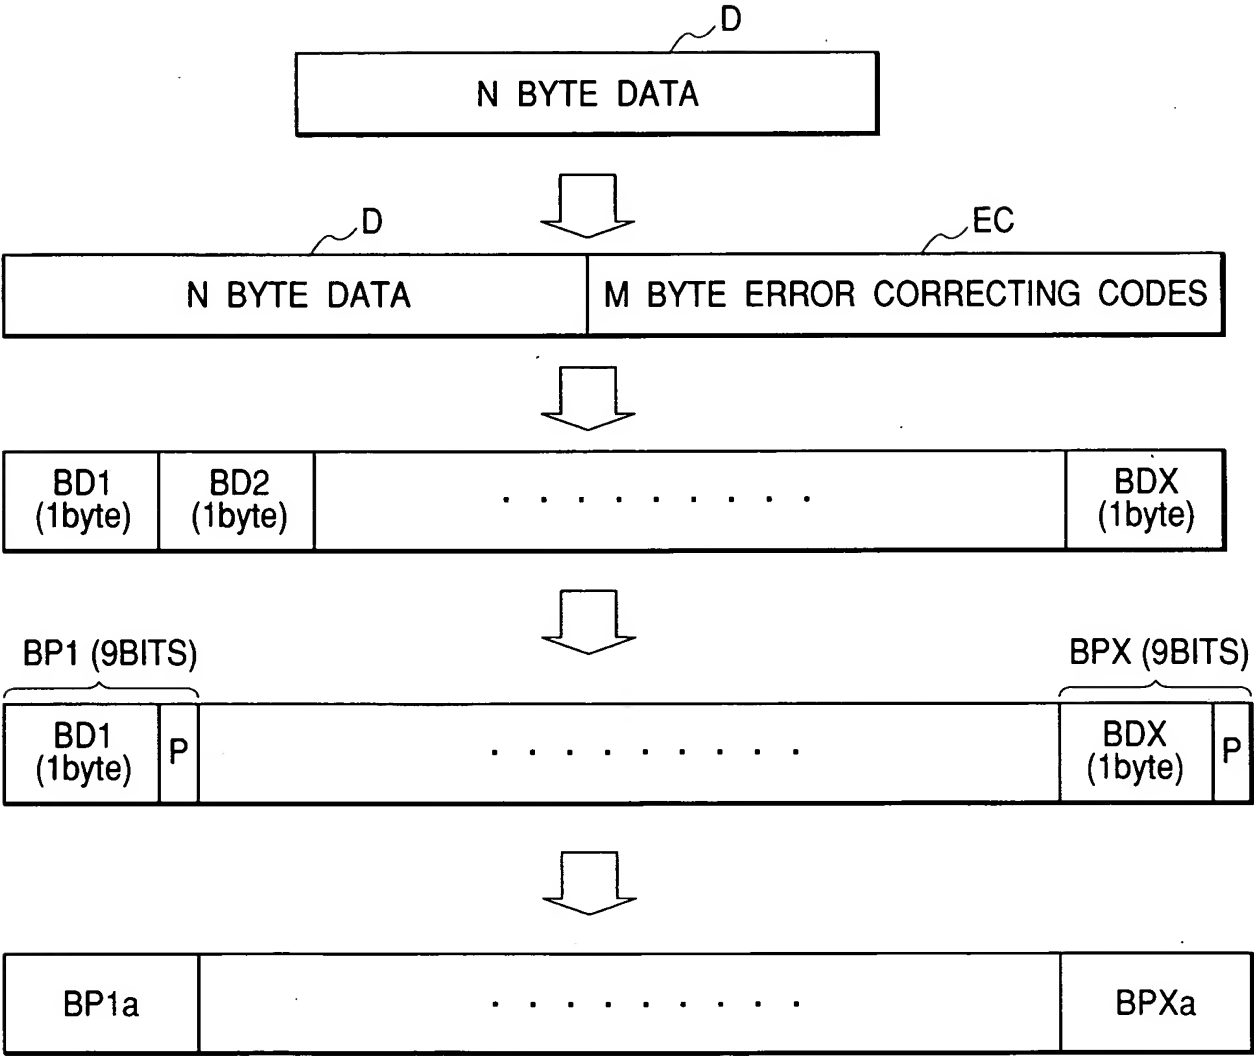 D
N BYTE DATA
D
EC
N BYTE DATA
M BYTE ERROR CORRECTING CODES
BD1
(1byte)
BD2
(1byte)
. . . . . . . . .
BDX
(1byte)
BP1 (9BITS)
BPX (9BITS)
BD1
(1byte)
P
. . . . . . . . .
BDX
(1byte)
P
BP1a
. . . . . . . . .
BPXa